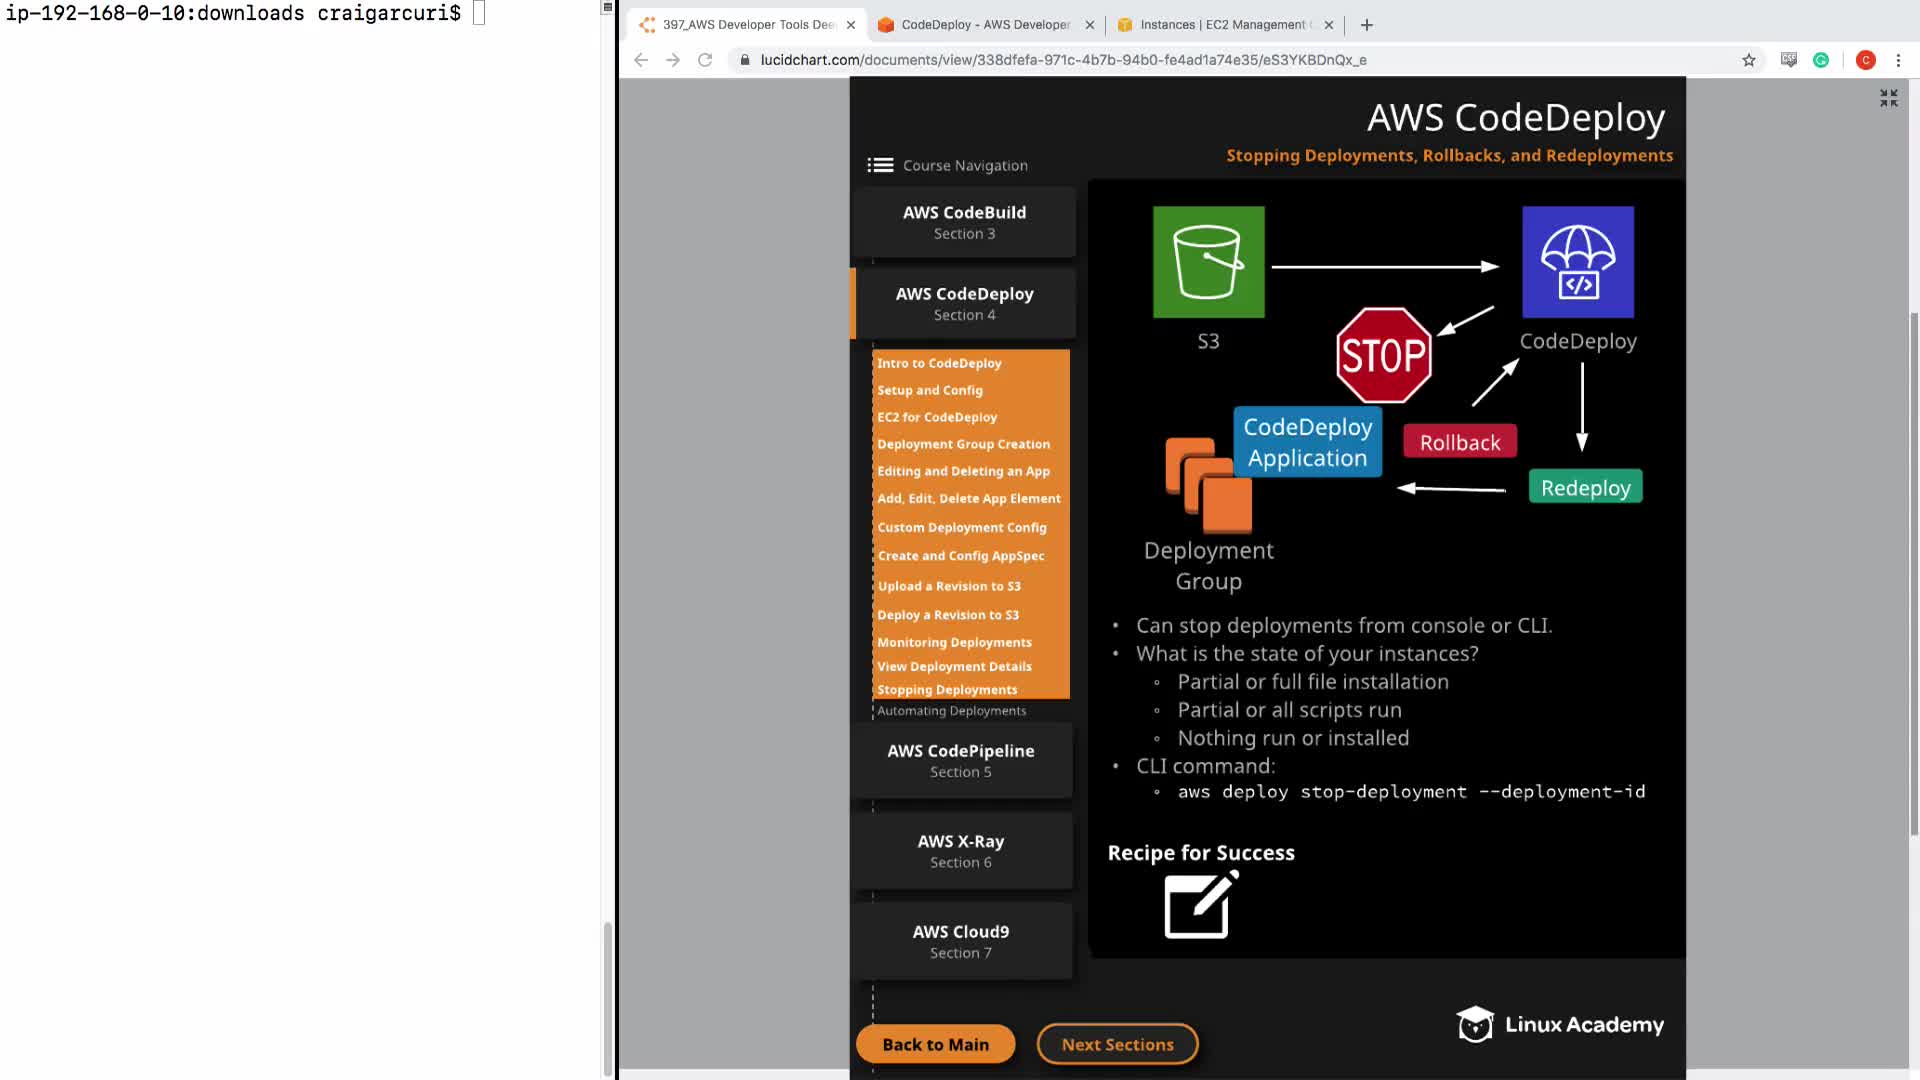 ip-192-168-0-10:downloads craigarcuri$
397_AWS Developer Tools Dee
CodeDeploy - AWS Developer
Instances | EC2 Management C
lucidchart.com/documents/view/338dfefa-971c-4b7b-94b0-fe4ad1a74e35/eS3YKBDnQx_e
C
AWS CodeDeploy
Stopping Deployments, Rollbacks, and Redeployments
Course Navigation
AWS CodeBuild
Section 3
AWS CodeDeploy
Section 4
Intro to CodeDeploy
Setup and Config
EC2 for CodeDeploy
Deployment Group Creation
Editing and Deleting an App
Add, Edit, Delete App Element
Custom Deployment Config
Create and Config AppSpec
Upload a Revision to S3
Deploy a Revision to S3
Monitoring Deployments
View Deployment Details
Stopping Deployments
Automating Deployments
AWS CodePipeline
Section 5
AWS X-Ray
Section 6
AWS Cloud9
Section 7
Back to Main
Next Sections
S3
</>
CodeDeploy
STOP
CodeDeploy
Application
Rollback
Redeploy
Deployment
Group
• Can stop deployments from console or CLI.
• What is the state of your instances?
◦ Partial or full file installation
◦ Partial or all scripts run
◦ Nothing run or installed
• CLI command:
◦ aws deploy stop-deployment --deployment-id
Recipe for Success
Linux Academy